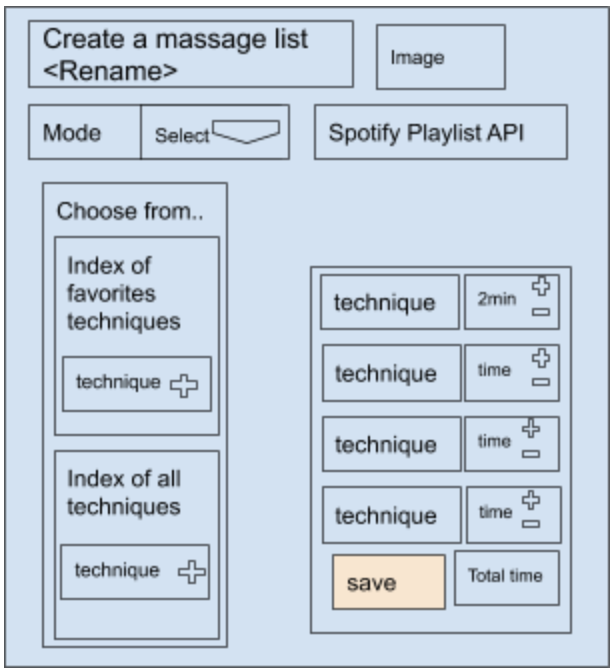 Create a massage list
<Rename>
Image
Mode
Select
Spotify Playlist API
Choose from..
Index of
favorites
techniques
technique
Index of all
techniques
technique
technique
2min
technique
time
technique
time
technique
time
save
Total time